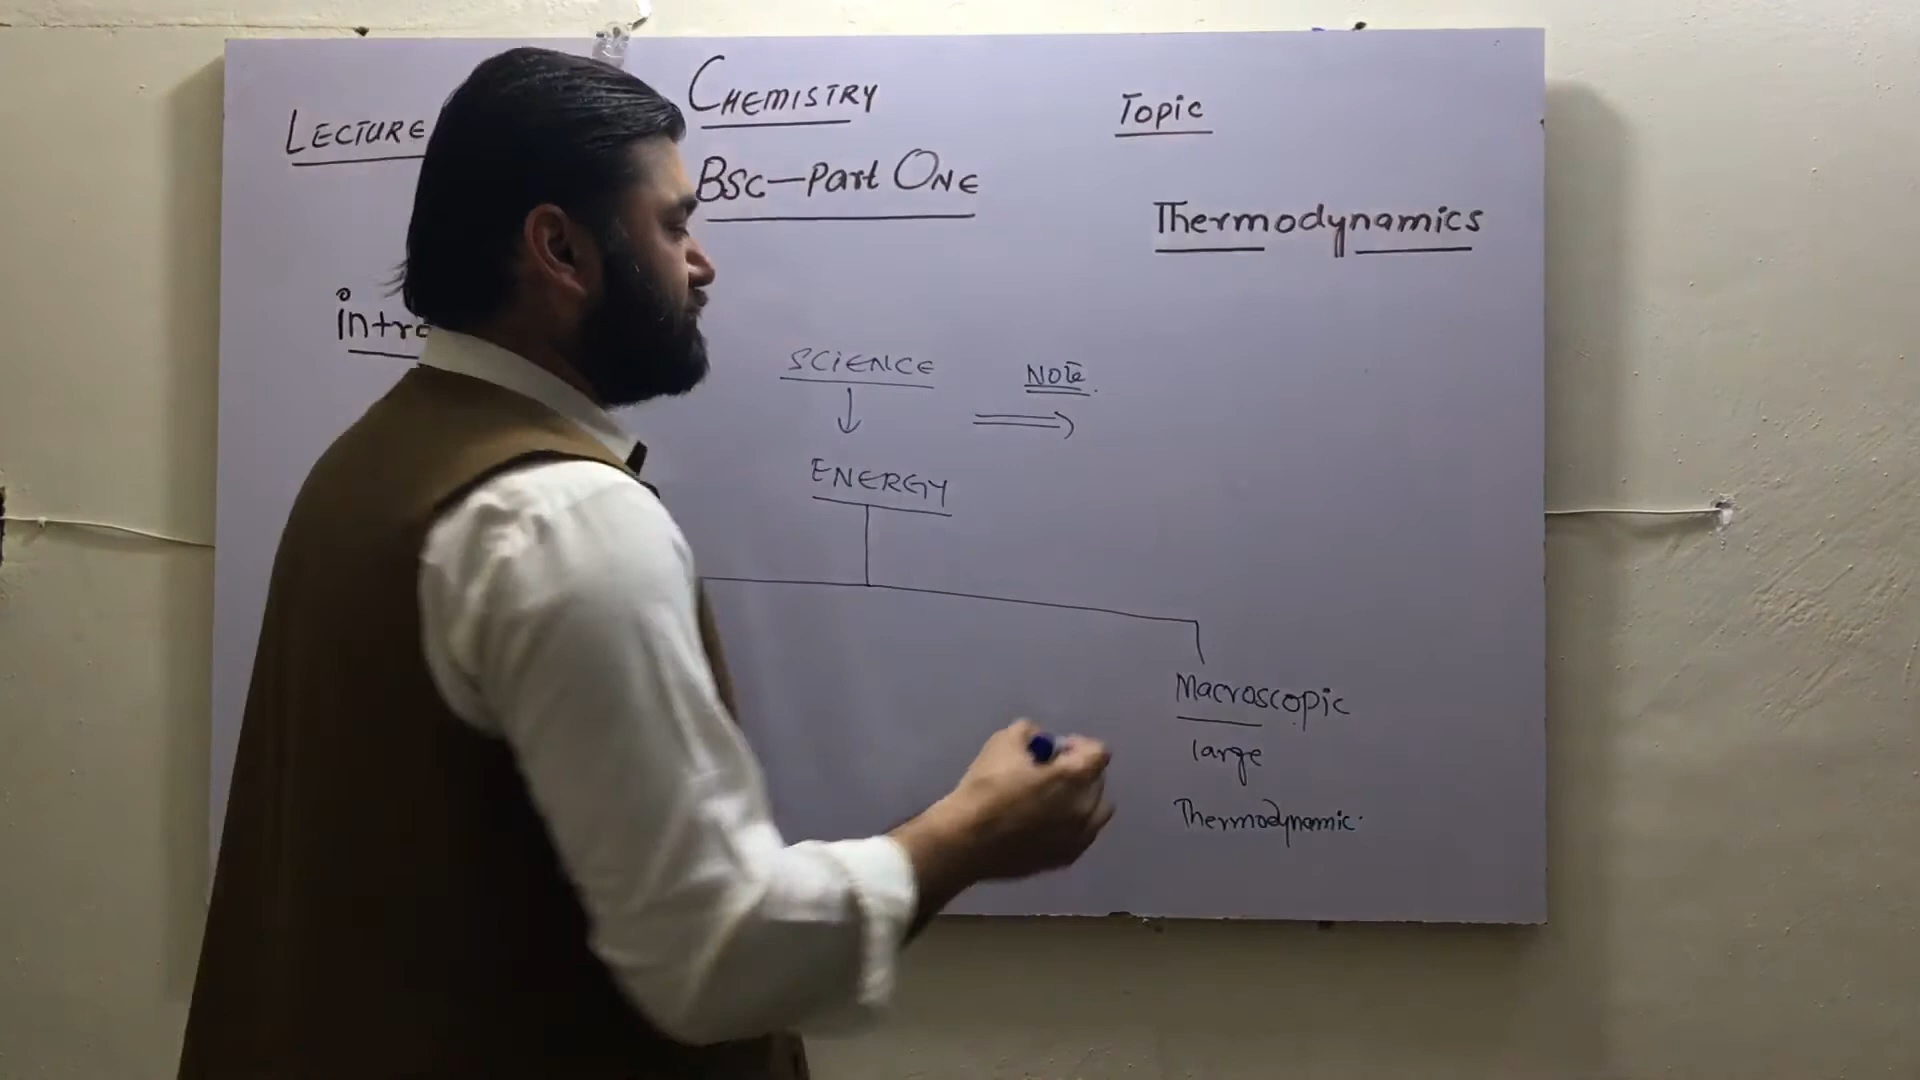 LECTURE
CHEMISTRY
BSC-Part ONE
Topic
Thermodynamics
SCIENCE
NOTE.
ENERGY
Macroscopic
large
Thermodynamic.